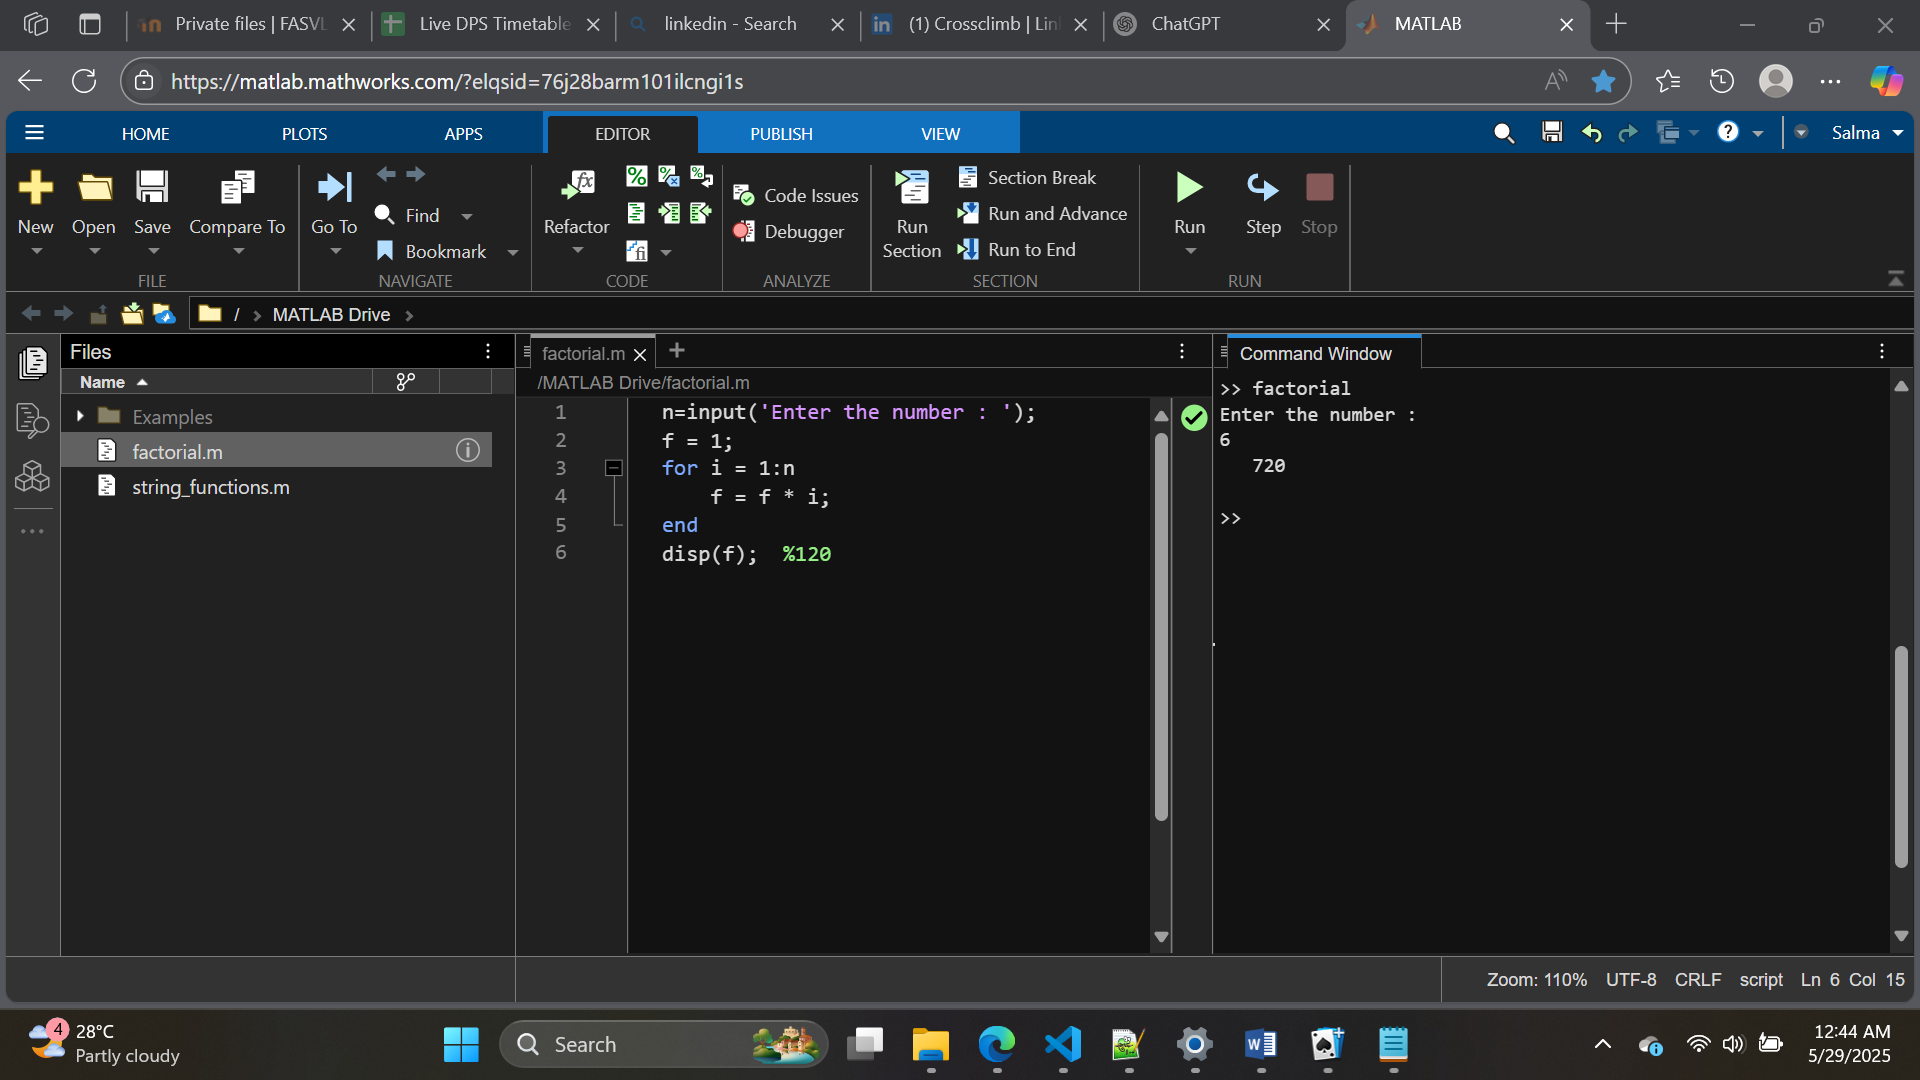 Private files | FASVL
Live DPS Timetable
linkedin - Search
(1) Crossclimb | Lin
ChatGPT
MATLAB
https://matlab.mathworks.com/?elqsid=76j28barm101ilcngi1s
HOME
PLOTS
APPS
EDITOR
PUBLISH
VIEW
Salma
New
Open
Save
Compare To
FILE
Go To
Find
Bookmark
NAVIGATE
Refactor
CODE
Code Issues
Debugger
ANALYZE
Run Section
Section Break
Run and Advance
Run to End
SECTION
Run
Step
Stop
RUN
/ > MATLAB Drive >
Files
Name
Examples
factorial.m
string_functions.m
factorial.m
/MATLAB Drive/factorial.m
1 n=input('Enter the number : ');
2 f = 1;
3 for i = 1:n
4 f = f * i;
5 end
6 disp(f); %120
Command Window
>> factorial
Enter the number :
6
720
>>
Zoom: 110% UTF-8 CRLF script Ln 6 Col 15
4
28°C
Partly cloudy
Search
12:44 AM
5/29/2025